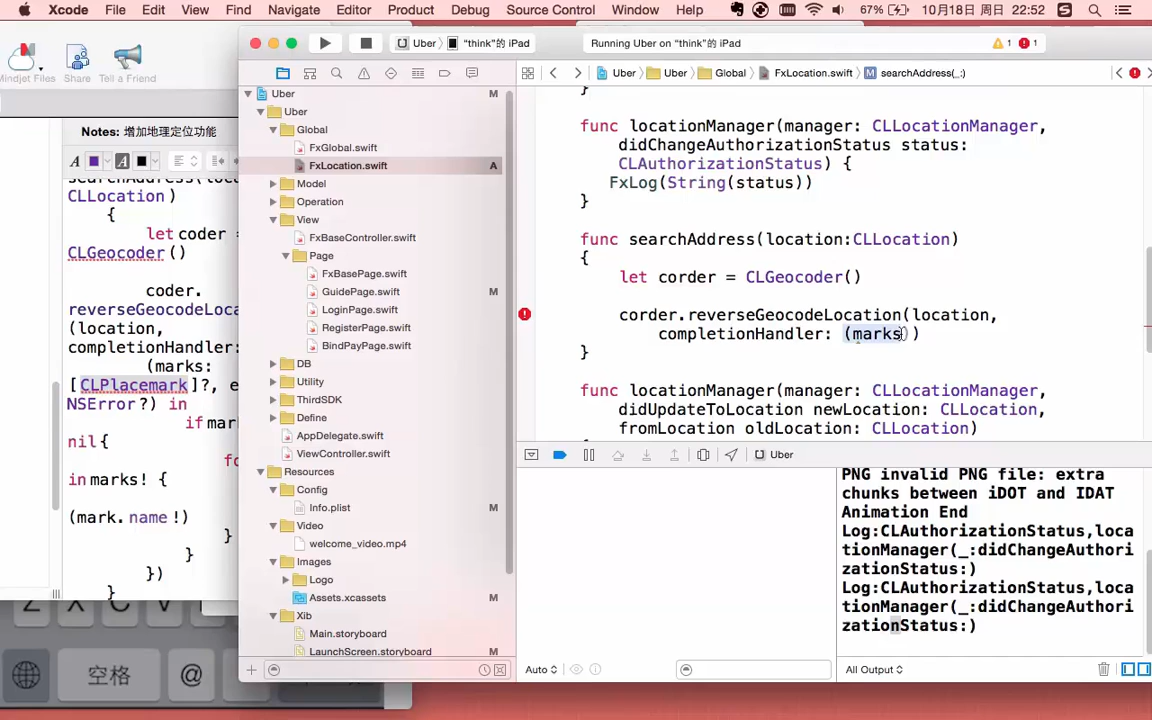 Xcode File Edit View Find Navigate Editor Product Debug Source Control Window Help 67% 10月18日 周日 22:52
Uber “think”的 iPad Running Uber on “think”的 iPad 1 1
Mindjet Files Share Tell a Friend
Uber Uber Global FxLocation.swift M searchAddress(_:)
Notes: 增加地理定位功能
A A
searchAddress(lo
CLLocation )
{
let coder =
CLGeocoder ()
coder.
reverseGeocodeLoca
(location,
completionHandler:
(marks:
[CLPlacemark]?, e
NSError?) in
if mar
nil{
fo
in marks! {
(mark.name !)
}
}
})
}
Z X C V
空格
@
Uber M
Uber
Global
FxGlobal.swift
FxLocation.swift A
Model
Operation
View
FxBaseController.swift
Page
FxBasePage.swift
GuidePage.swift M
LoginPage.swift
RegisterPage.swift
BindPayPage.swift
DB
Utility
ThirdSDK
Define
AppDelegate.swift
ViewController.swift
Resources
Config
Info.plist M
Video
welcome_video.mp4
Images
Logo
Assets.xcassets M
Xib
Main.storyboard M
LaunchScreen.storyboard M
}
func locationManager(manager: CLLocationManager,
didChangeAuthorizationStatus status:
CLAuthorizationStatus) {
FxLog(String(status))
}
func searchAddress(location:CLLocation)
{
let corder = CLGeocoder()
corder.reverseGeocodeLocation(location,
completionHandler: (marks))
}
func locationManager(manager: CLLocationManager,
didUpdateToLocation newLocation: CLLocation,
fromLocation oldLocation: CLLocation)
Uber
PNG invalid PNG file: extra
chunks between iDOT and IDAT
Animation End
Log:CLAuthorizationStatus,loca
tionManager(_:didChangeAuthori
zationStatus:)
Log:CLAuthorizationStatus,loca
tionManager(_:didChangeAuthori
zationStatus:)
Auto
All Output